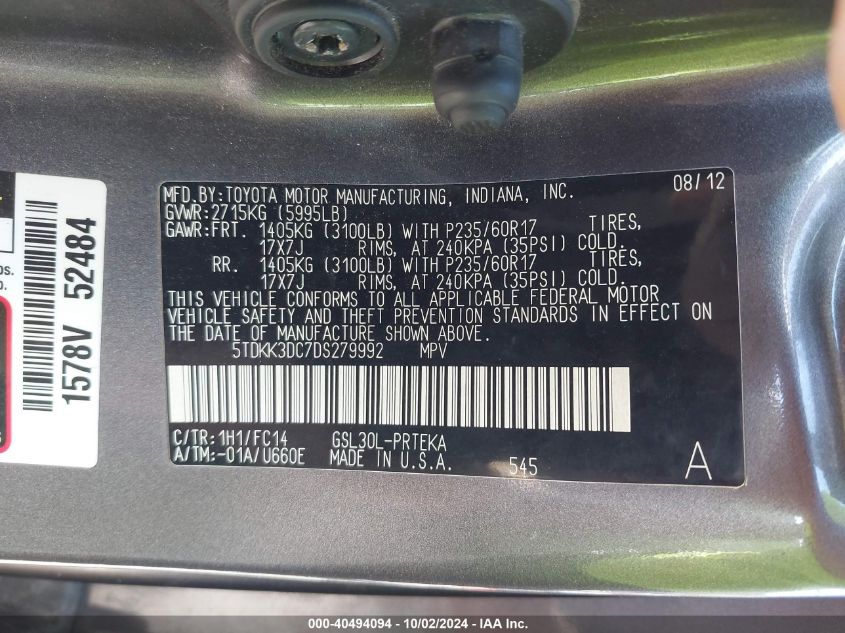 MFD.BY:TOYOTA MOTOR MANUFACTURING, INDIANA, INC. 08/12
GVWR:2715KG (5995LB)
GAWR:FRT. 1405KG (3100LB) WITH P235/60R17 TIRES,
17X7J RIMS, AT 240KPA (35PSI) COLD.
RR. 1405KG (3100LB) WITH P235/60R17 TIRES,
17X7J RIMS, AT 240KPA (35PSI) COLD.
THIS VEHICLE CONFORMS TO ALL APPLICABLE FEDERAL MOTOR
VEHICLE SAFETY AND THEFT PREVENTION STANDARDS IN EFFECT ON
THE DATE OF MANUFACTURE SHOWN ABOVE.
5TDKK3DC7DS279992 MPV
C/TR:1H1/FC14 GSL30L-PRTEKA
A/TM:-01A/U660E MADE IN U.S.A. 545 A
1578V 52484
000-40494094 - 10/02/2024 - IAAI Inc.